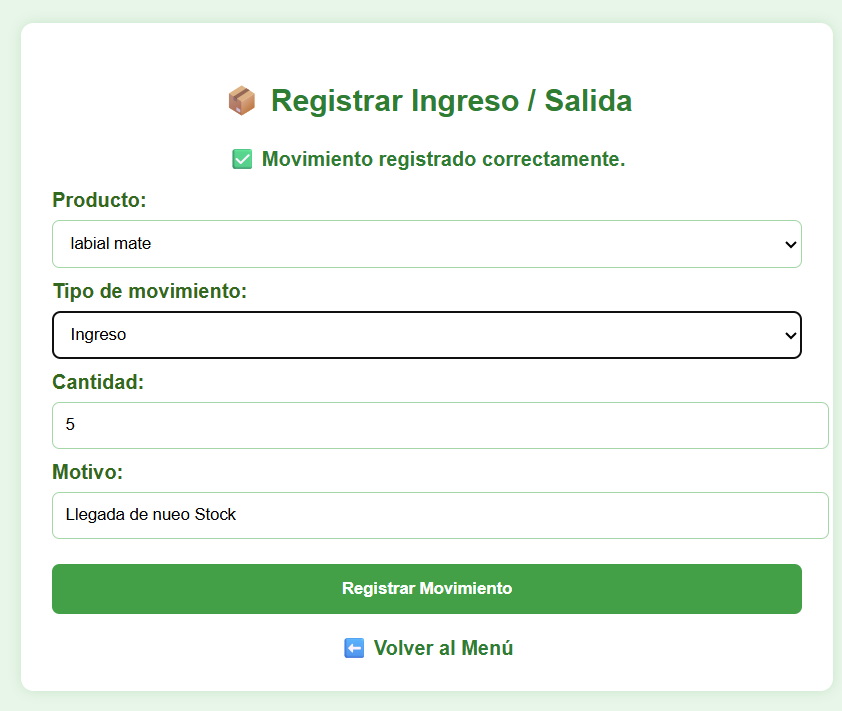 📦 Registrar Ingreso / Salida
✅ Movimiento registrado correctamente.
Producto:
labial mate
Tipo de movimiento:
Ingreso
Cantidad:
5
Motivo:
Llegada de nueo Stock
Registrar Movimiento
⬅️ Volver al Menú